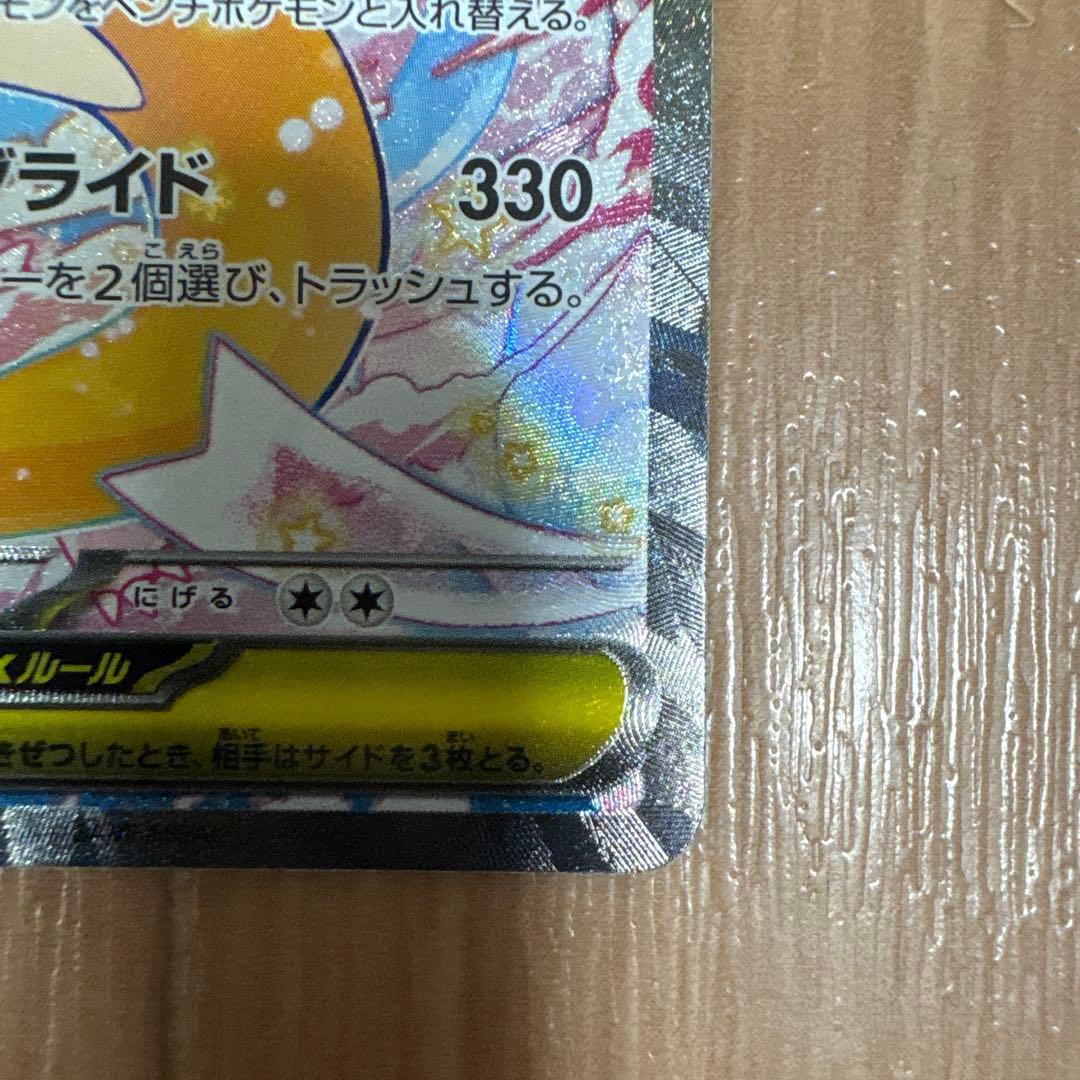 モンをベンチポケモンと入れ替える。
ライド 330
こ えら
ーを2個選び、トラッシュする。
にげる
ルール
あいて まい
きぜつしたとき、相手はサイドを3枚とる。